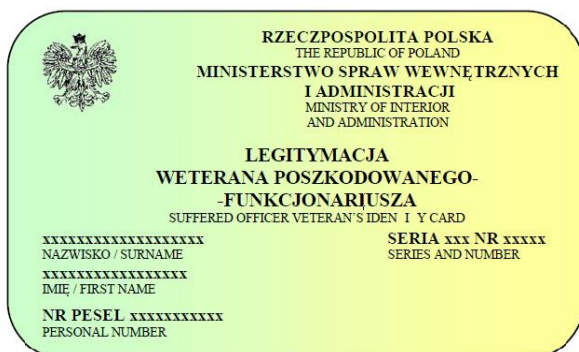 RZECZPOSPOLITA POLSKA
THE REPUBLIC OF POLAND
MINISTERSTWO SPRAW WEWNĘTRZNYCH
I ADMINISTRACJI
MINISTRY OF INTERIOR
AND ADMINISTRATION
LEGITYMACJA
WETERANA POSZKODOWANEGO-
-FUNKCJONARIUSZA
SUFFERED OFFICER VETERAN'S IDEN I Y CARD
xxxxxxxxxxxxxxxxxxx
NAZWISKO / SURNAME
xxxxxxxxxxxxxxxxx
IMIĘ / FIRST NAME
NR PESEL xxxxxxxxxxx
PERSONAL NUMBER
SERIA xxx NR xxxxx
SERIES AND NUMBER